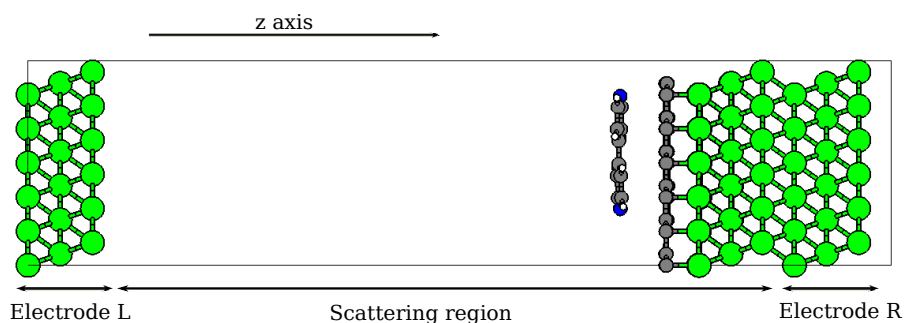 z axis
Electrode L
Scattering region
Electrode R